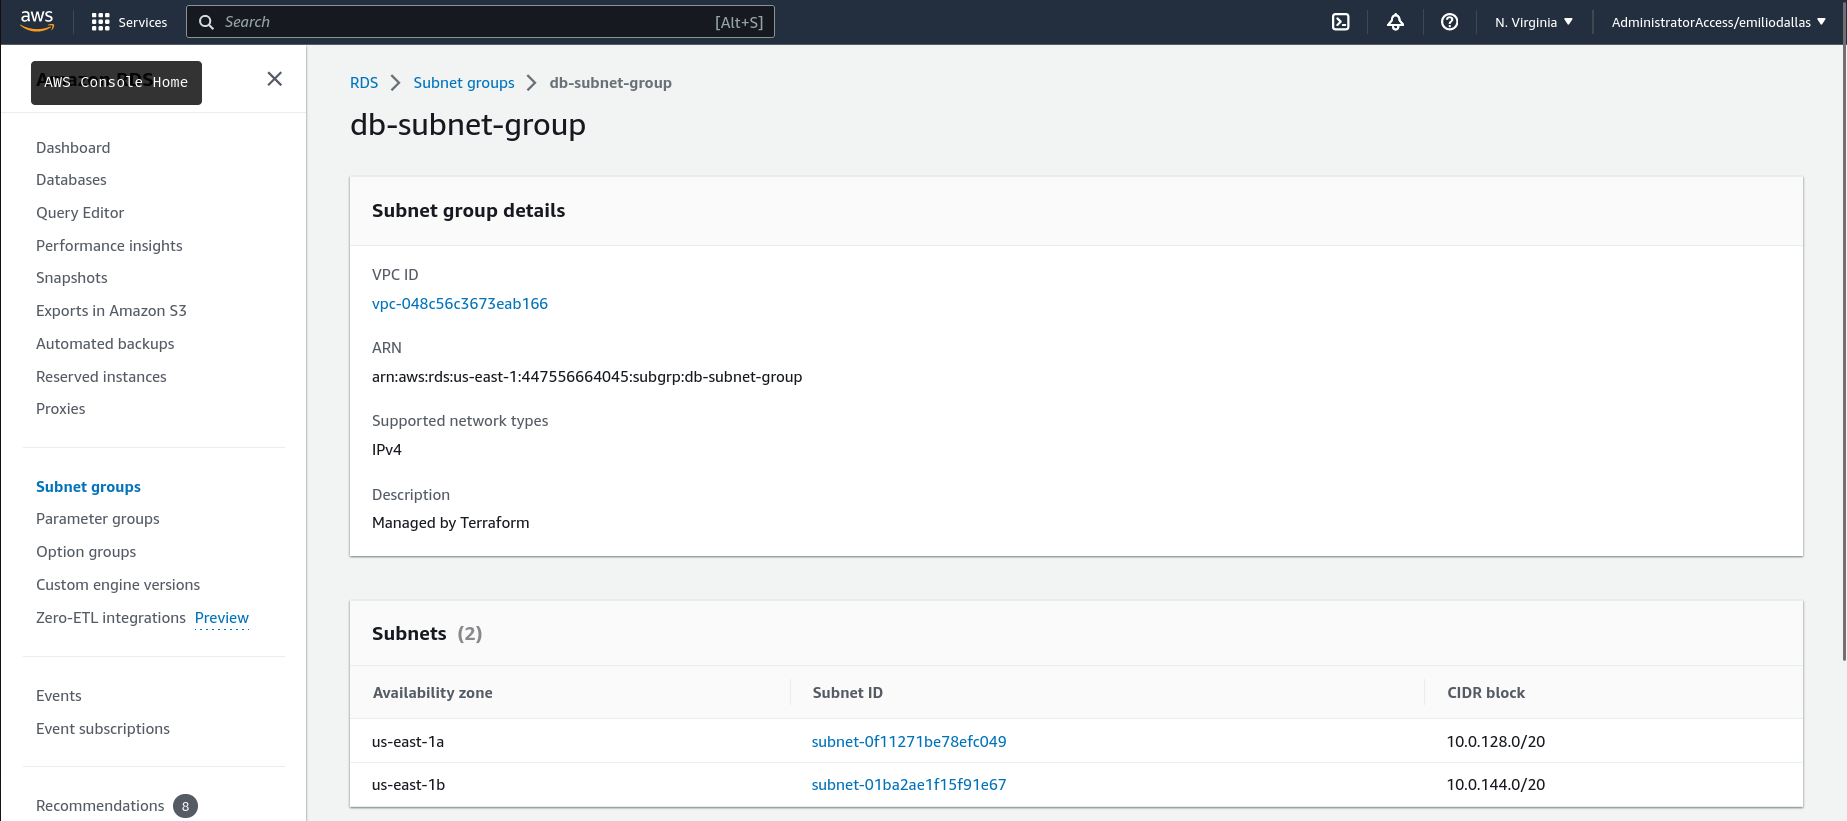 aws
Services
Search [Alt+S]
N. Virginia
AdministratorAccess/emiliodallas
Amazon RDS
AWS Console Home
Dashboard
Databases
Query Editor
Performance insights
Snapshots
Exports in Amazon S3
Automated backups
Reserved instances
Proxies
Subnet groups
Parameter groups
Option groups
Custom engine versions
Zero-ETL integrations Preview
Events
Event subscriptions
Recommendations 8
RDS > Subnet groups > db-subnet-group
db-subnet-group
Subnet group details
VPC ID
vpc-048c56c3673eab166
ARN
arn:aws:rds:us-east-1:447556664045:subgrp:db-subnet-group
Supported network types
IPv4
Description
Managed by Terraform
Subnets (2)
Availability zone Subnet ID CIDR block
us-east-1a subnet-0f11271be78efc049 10.0.128.0/20
us-east-1b subnet-01ba2ae1f15f91e67 10.0.144.0/20